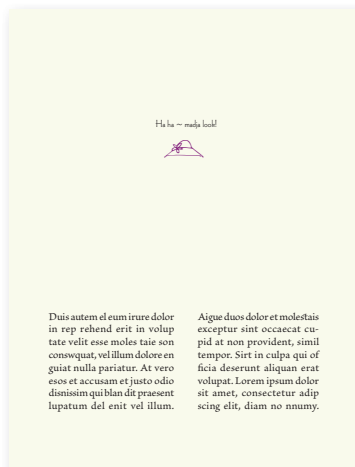 Ha ha ~ madja look!
Duis autem el eum irure dolor
in rep rehend erit in volup
tate velit esse moles taie son
conswquat, vel illum dolore en
guiat nulla pariatur. At vero
esos et accusam et justo odio
disnissim qui blan dit praesent
lupatum del enit vel illum.
Aigue duos dolor et molestais
exceptur sint occaecat cu-
pid at non provident, simil
tempor. Sirt in culpa qui of
ficia deserunt aliquan erat
volupat. Lorem ipsum dolor
sit amet, consectetur adip
scing elit, diam no nnumy.